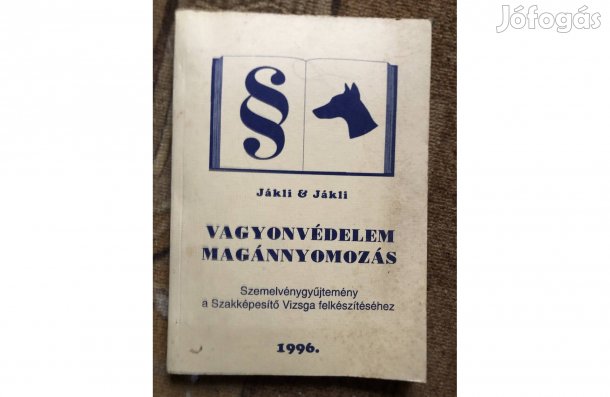 Jófogás
§
Jákli & Jákli
VAGYONVÉDELEM
MAGÁNNYOMOZÁS
Szemelvénygyűjtemény
a Szakképesítő Vizsga felkészítéséhez
1996.